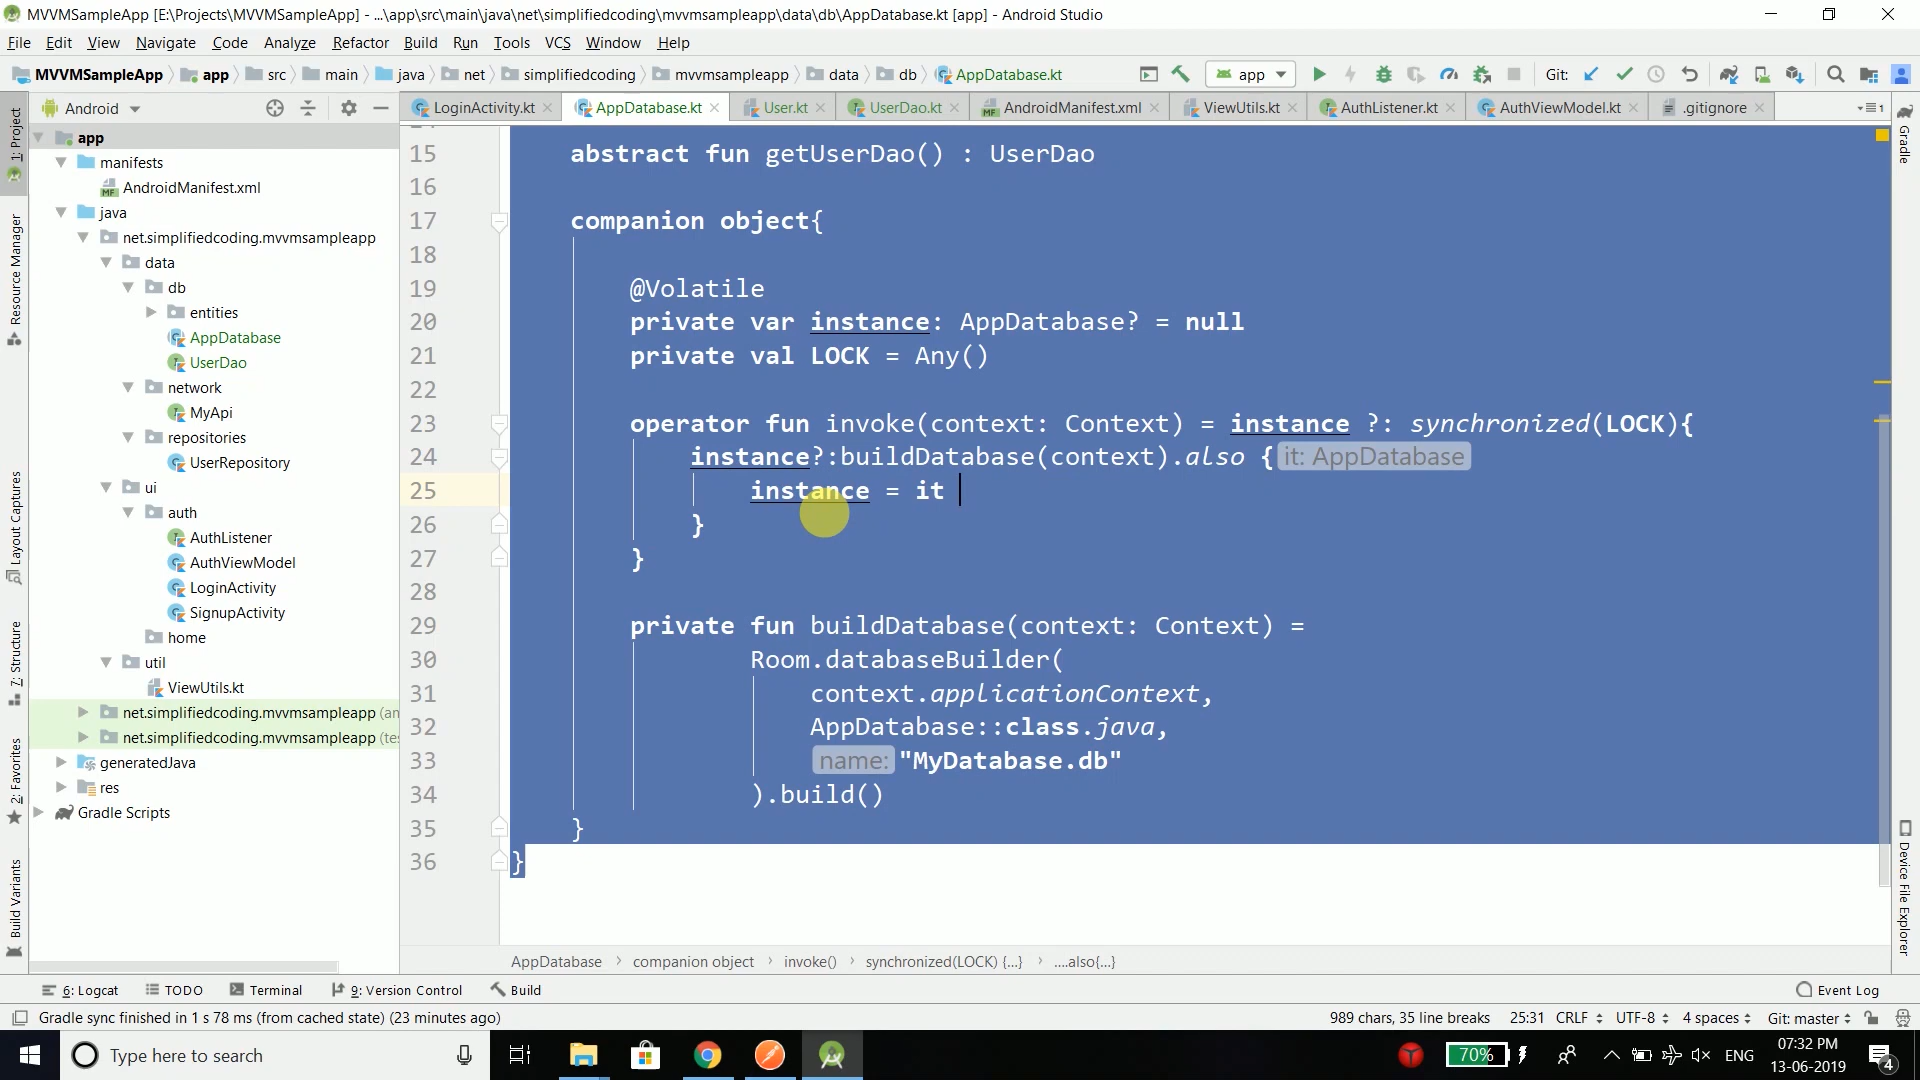 MVVMSampleApp [E:\Projects\MVVMSampleApp] - ...\app\src\main\java\net\simplifiedcoding\mvvmsampleapp\data\db\AppDatabase.kt [app] - Android Studio
File Edit View Navigate Code Analyze Refactor Build Run Tools VCS Window Help
MVVMSampleApp app src main java net simplifiedcoding mvvmsampleapp data db AppDatabase.kt app Git:
Android LoginActivity.kt AppDatabase.kt User.kt UserDao.kt AndroidManifest.xml ViewUtils.kt AuthListener.kt AuthViewModel.kt .gitignore
1: Project
Resource Manager
Layout Captures
7: Structure
2: Favorites
Build Variants
app
manifests
AndroidManifest.xml
java
net.simplifiedcoding.mvvmsampleapp
data
db
entities
AppDatabase
UserDao
network
MyApi
repositories
UserRepository
ui
auth
AuthListener
AuthViewModel
LoginActivity
SignupActivity
home
util
ViewUtils.kt
net.simplifiedcoding.mvvmsampleapp (an
net.simplifiedcoding.mvvmsampleapp (tes
generatedJava
res
Gradle Scripts
15 abstract fun getUserDao() : UserDao
16
17 companion object{
18
19 @Volatile
20 private var instance: AppDatabase? = null
21 private val LOCK = Any()
22
23 operator fun invoke(context: Context) = instance ?: synchronized(LOCK){
24 instance?:buildDatabase(context).also { it: AppDatabase
25 instance = it
26 }
27 }
28
29 private fun buildDatabase(context: Context) =
30 Room.databaseBuilder(
31 context.applicationContext,
32 AppDatabase::class.java,
33 name: "MyDatabase.db"
34 ).build()
35 }
36 }
Gradle
Device File Explorer
AppDatabase › companion object › invoke() › synchronized(LOCK) {...} › ....also{...}
6: Logcat TODO Terminal 9: Version Control Build Event Log
Gradle sync finished in 1 s 78 ms (from cached state) (23 minutes ago) 989 chars, 35 line breaks 25:31 CRLF UTF-8 4 spaces Git: master
Type here to search 70% ENG 07:32 PM
13-06-2019 4